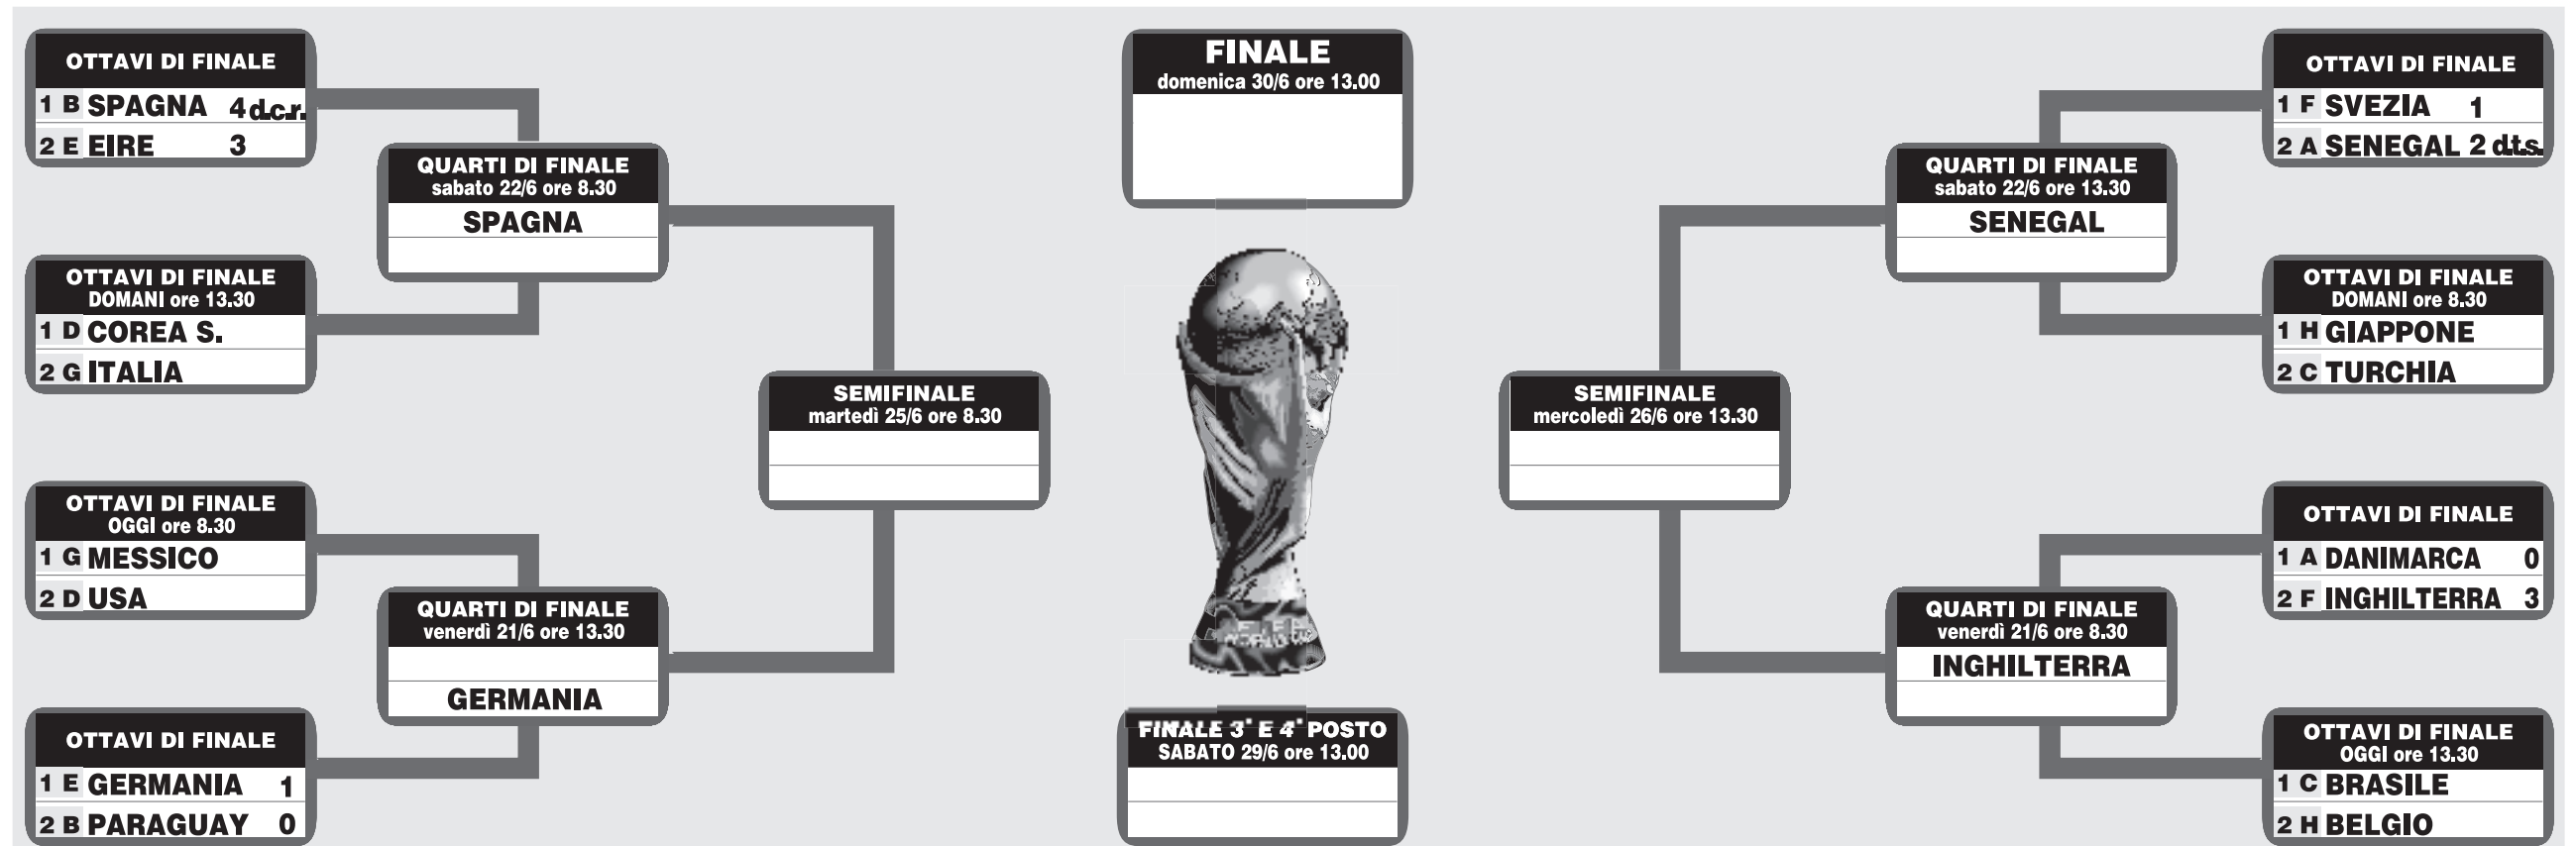 OTTAVI DI FINALE
1 B SPAGNA 4 d.c.r.
2 E EIRE 3
OTTAVI DI FINALE
DOMANI ore 13.30
1 D COREA S.
2 G ITALIA
OTTAVI DI FINALE
OGGI ore 8.30
1 G MESSICO
2 D USA
OTTAVI DI FINALE
1 E GERMANIA 1
2 B PARAGUAY 0
QUARTI DI FINALE
sabato 22/6 ore 8.30
SPAGNA
QUARTI DI FINALE
venerdì 21/6 ore 13.30
GERMANIA
SEMIFINALE
martedì 25/6 ore 8.30
FINALE
domenica 30/6 ore 13.00
FINALE 3° E 4° POSTO
SABATO 29/6 ore 13.00
SEMIFINALE
mercoledì 26/6 ore 13.30
QUARTI DI FINALE
sabato 22/6 ore 13.30
SENEGAL
QUARTI DI FINALE
venerdì 21/6 ore 8.30
INGHILTERRA
OTTAVI DI FINALE
1 F SVEZIA 1
2 A SENEGAL 2 d.t.s.
OTTAVI DI FINALE
DOMANI ore 8.30
1 H GIAPPONE
2 C TURCHIA
OTTAVI DI FINALE
1 A DANIMARCA 0
2 F INGHILTERRA 3
OTTAVI DI FINALE
OGGI ore 13.30
1 C BRASILE
2 H BELGIO